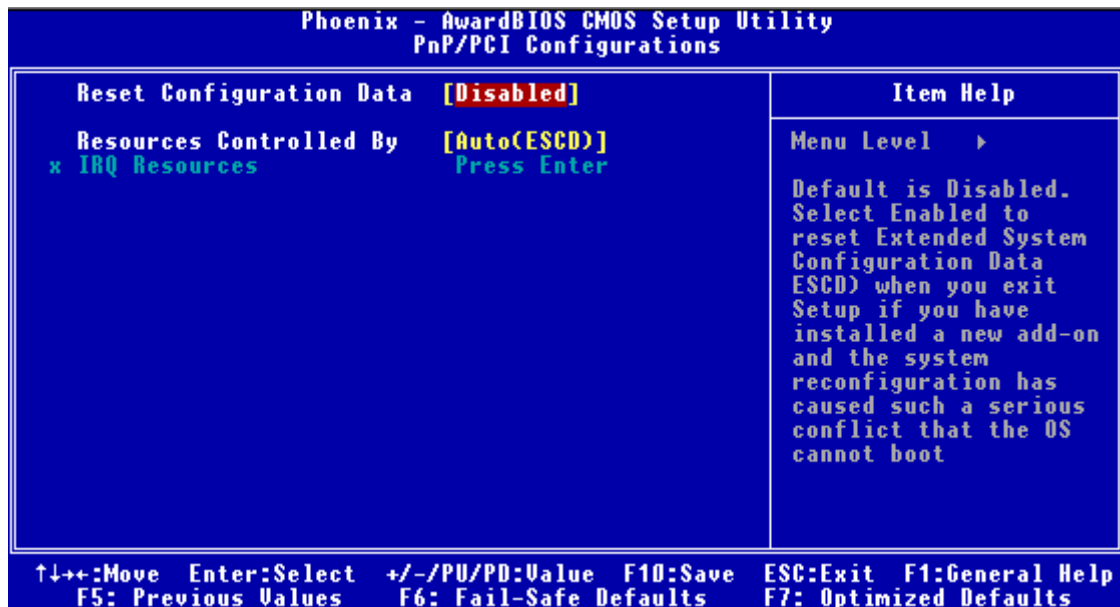 Phoenix - AwardBIOS CMOS Setup Utility
PnP/PCI Configurations
Reset Configuration Data [Disabled]
Resources Controlled By [Auto(ESCD)]
x IRQ Resources Press Enter
Item Help
Menu Level ▸
Default is Disabled.
Select Enabled to
reset Extended System
Configuration Data
ESCD) when you exit
Setup if you have
installed a new add-on
and the system
reconfiguration has
caused such a serious
conflict that the OS
cannot boot
↑↓→←:Move Enter:Select +/-/PU/PD:Value F10:Save ESC:Exit F1:General Help
F5: Previous Values F6: Fail-Safe Defaults F7: Optimized Defaults